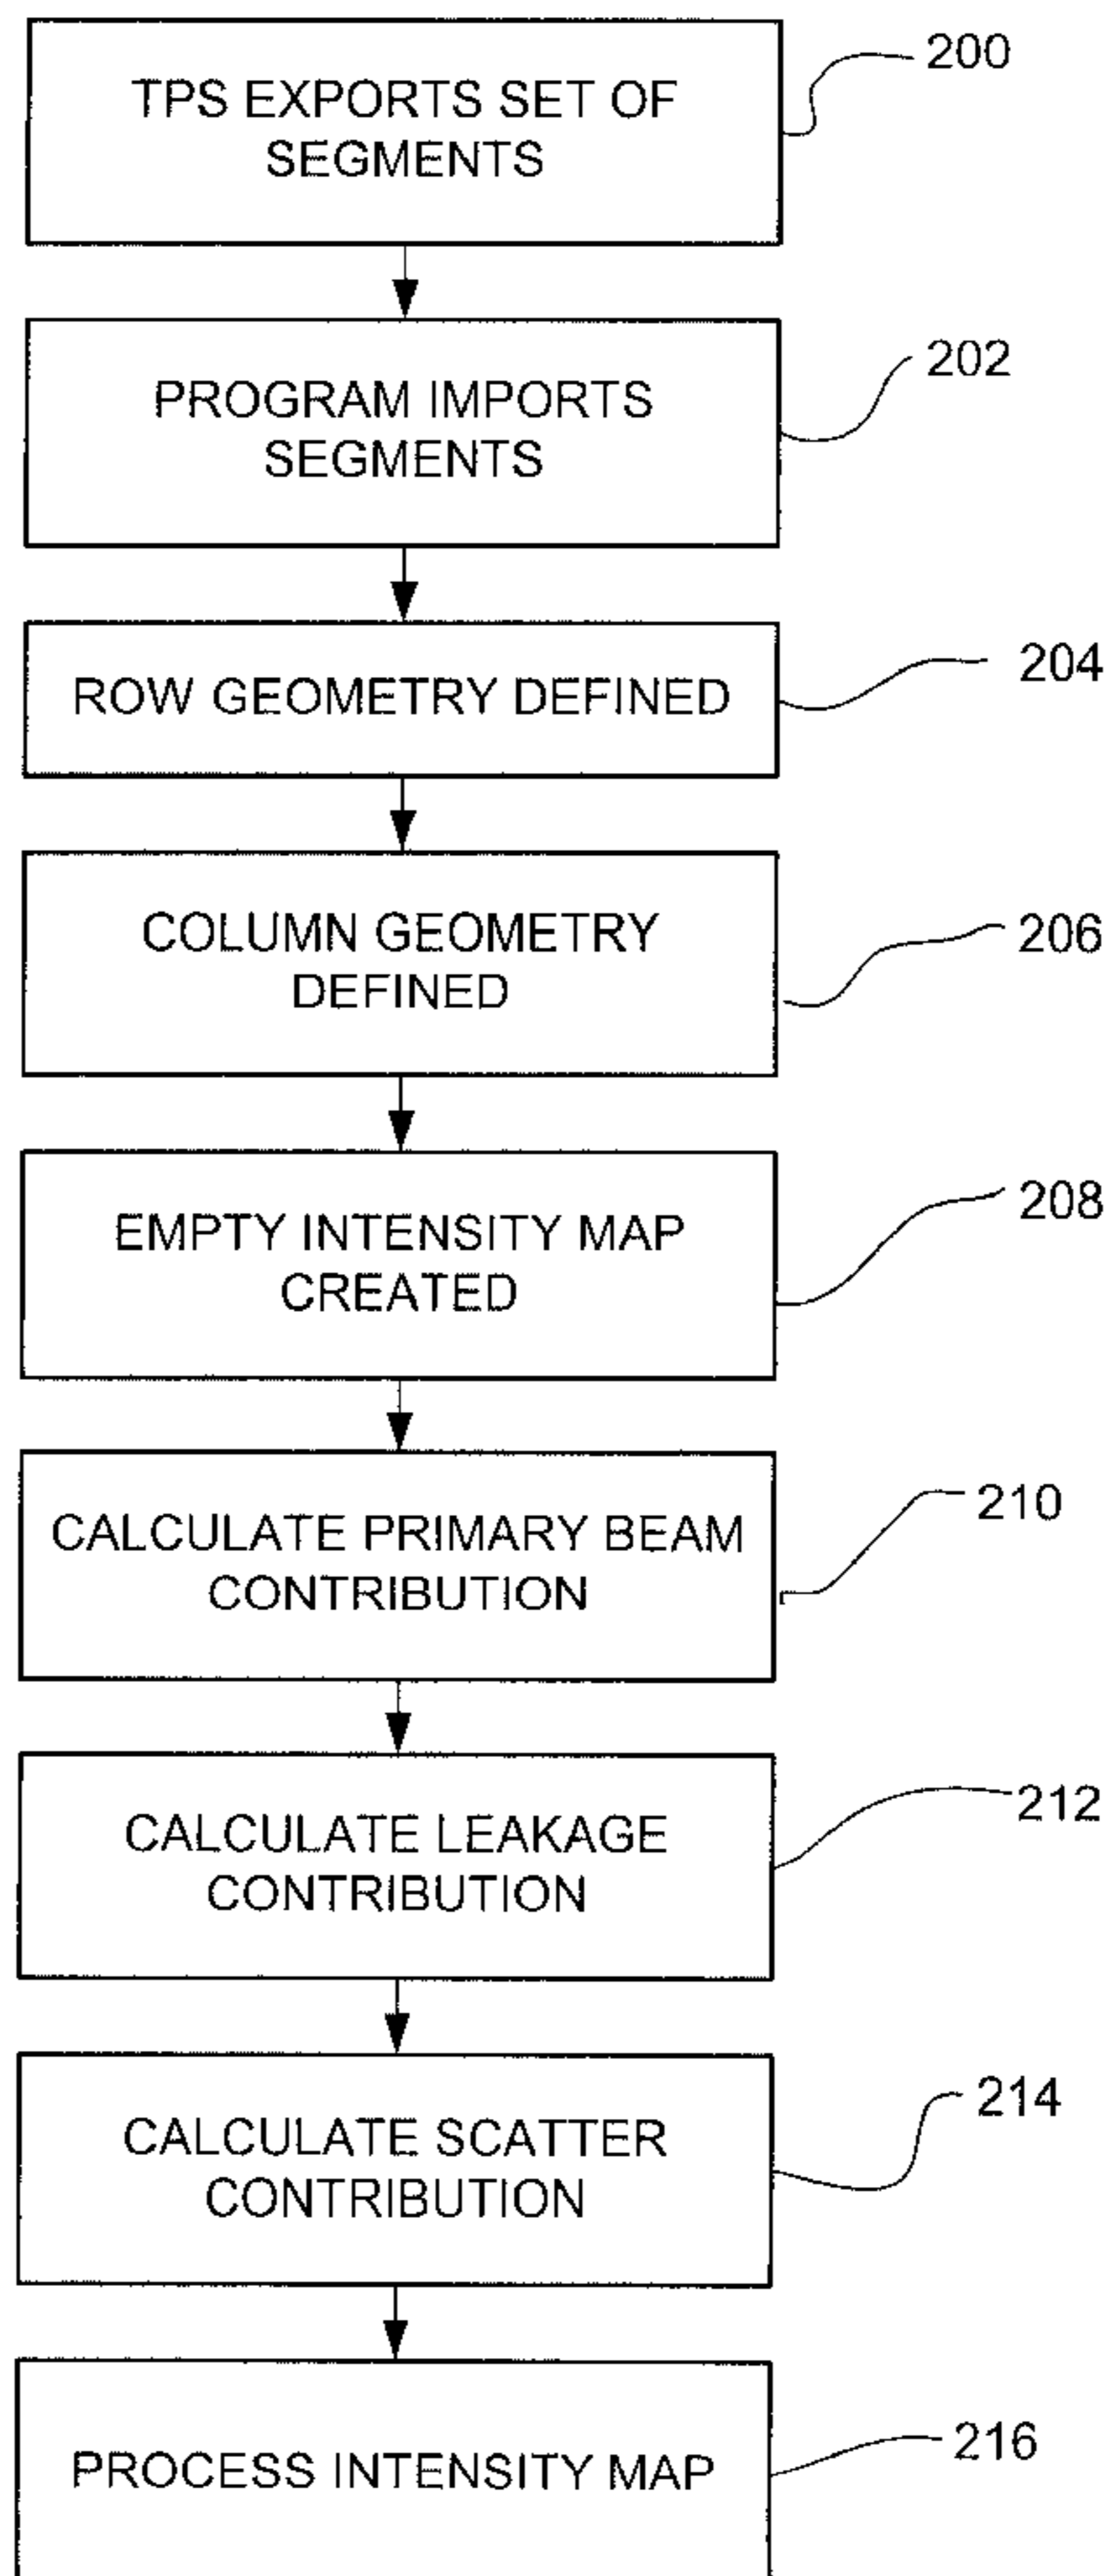 TPS EXPORTS SET OF
SEGMENTS
200
PROGRAM IMPORTS
SEGMENTS
202
ROW GEOMETRY DEFINED
204
COLUMN GEOMETRY
DEFINED
206
EMPTY INTENSITY MAP
CREATED
208
CALCULATE PRIMARY BEAM
CONTRIBUTION
210
CALCULATE LEAKAGE
CONTRIBUTION
212
CALCULATE SCATTER
CONTRIBUTION
214
PROCESS INTENSITY MAP
216